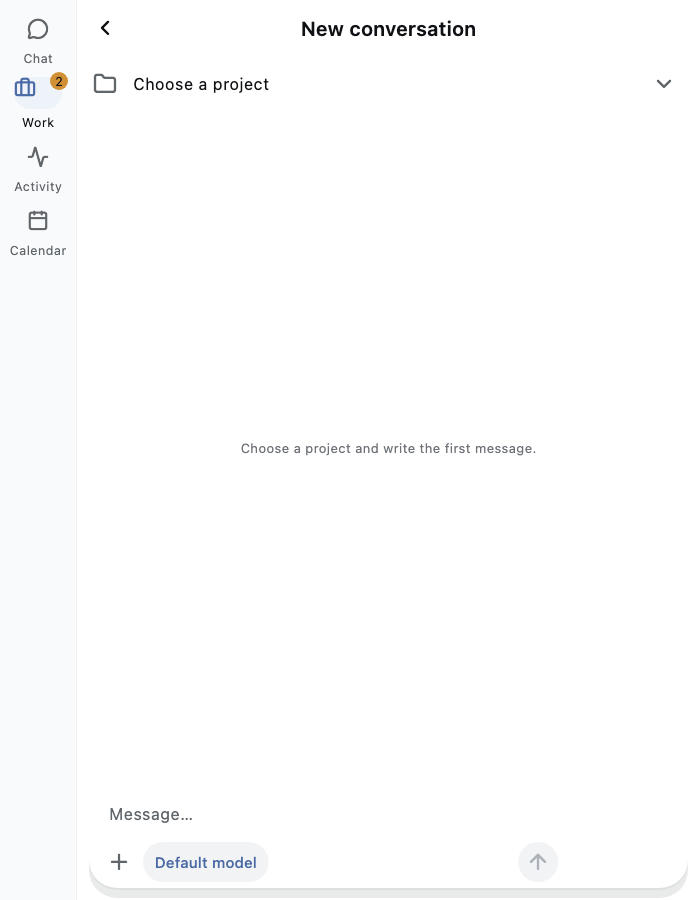 New conversation
Chat
Choose a project
2
Work
Activity
Calendar
Choose a project and write the first message.
Message...
Default model